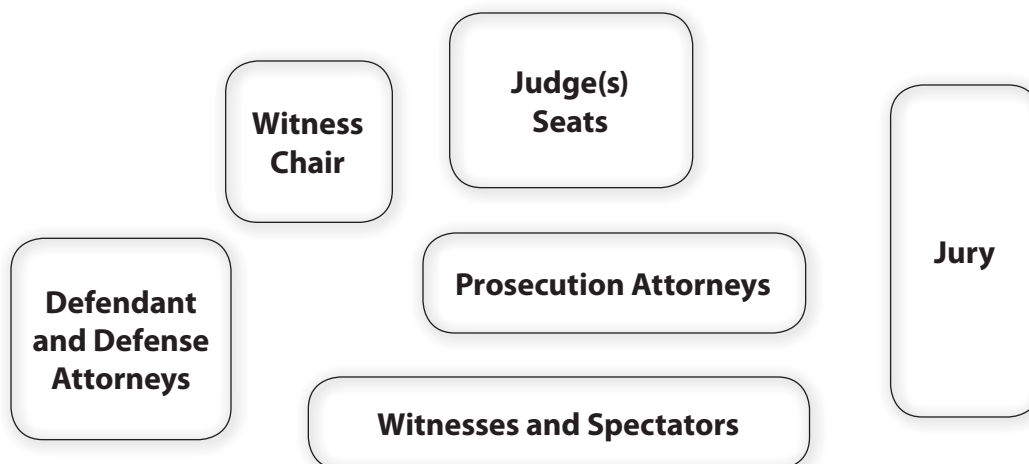 Judge(s)
Seats
Witness
Chair
Jury
Prosecution Attorneys
Defendant
and Defense
Attorneys
Witnesses and Spectators